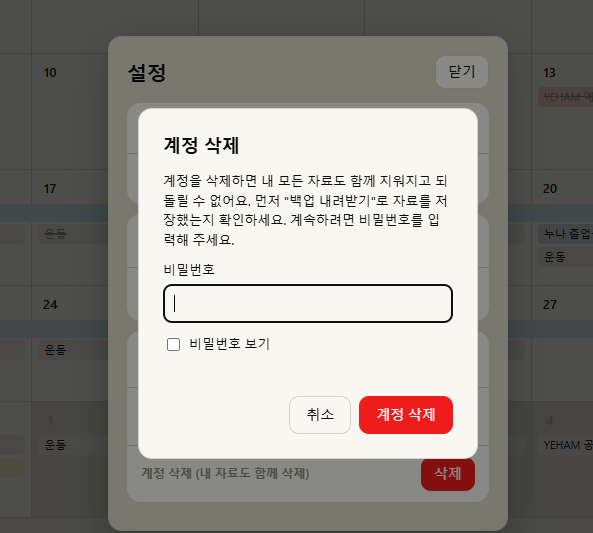 10
13
설정
닫기
계정 삭제
계정을 삭제하면 내 모든 자료도 함께 지워지고 되
돌릴 수 없어요. 먼저 "백업 내려받기"로 자료를 저
장했는지 확인하세요. 계속하려면 비밀번호를 입
력해 주세요.
비밀번호
비밀번호 보기
취소
계정 삭제
계정 삭제 (내 자료도 함께 삭제)
삭제
YEHAM
17
20
운동
누나 졸업
운동
24
27
운동
1
4
운동
YEHAM 공